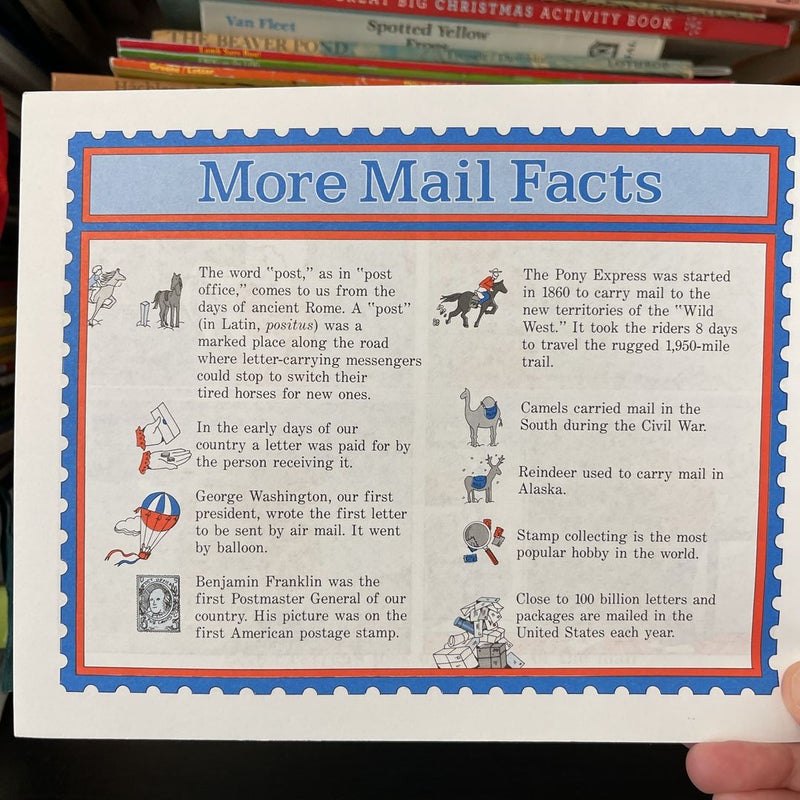 GREAT BIG CHRISTMAS ACTIVITY BOOK
Van Fleet
Spotted Yellow
THE BEAVER POND
LOTHROP
More Mail Facts
The word "post," as in "post
office," comes to us from the
days of ancient Rome. A "post"
(in Latin, positus) was a
marked place along the road
where letter-carrying messengers
could stop to switch their
tired horses for new ones.
In the early days of our
country a letter was paid for by
the person receiving it.
George Washington, our first
president, wrote the first letter
to be sent by air mail. It went
by balloon.
Benjamin Franklin was the
first Postmaster General of our
country. His picture was on the
first American postage stamp.
The Pony Express was started
in 1860 to carry mail to the
new territories of the "Wild
West." It took the riders 8 days
to travel the rugged 1,950-mile
trail.
Camels carried mail in the
South during the Civil War.
Reindeer used to carry mail in
Alaska.
Stamp collecting is the most
popular hobby in the world.
Close to 100 billion letters and
packages are mailed in the
United States each year.